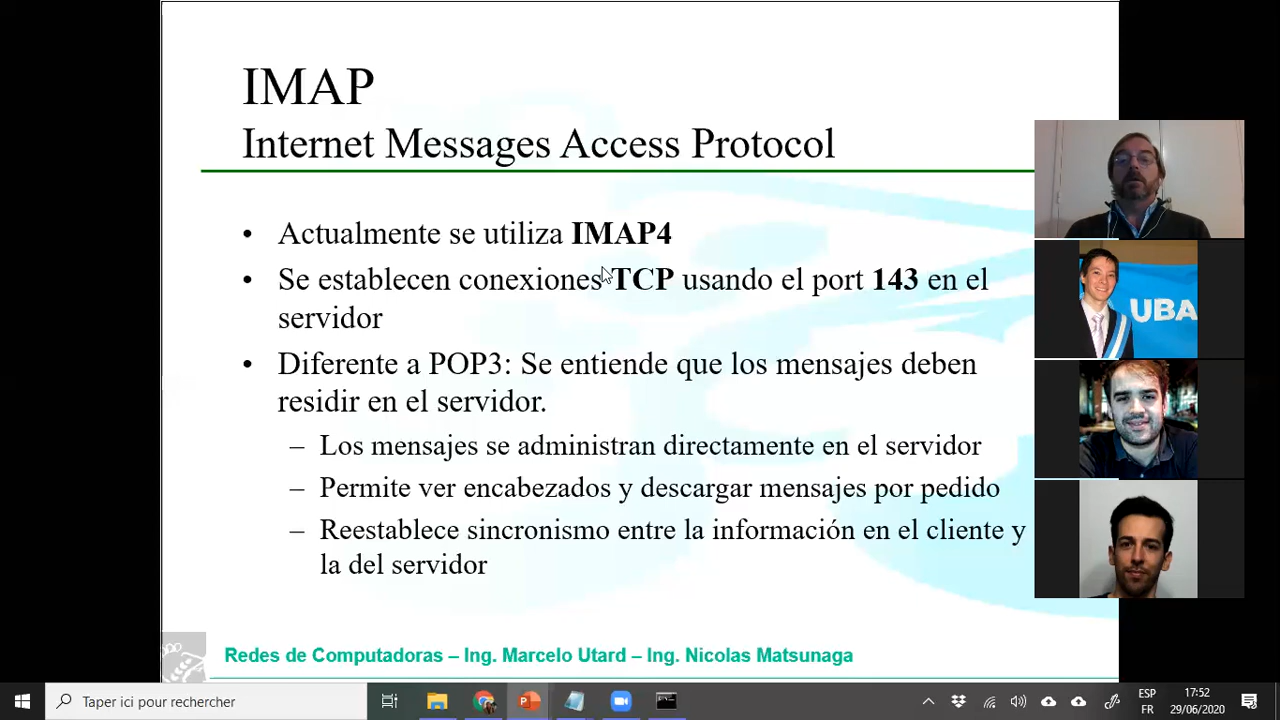 IMAP
Internet Messages Access Protocol
• Actualmente se utiliza IMAP4
• Se establecen conexiones TCP usando el port 143 en el
servidor
• Diferente a POP3: Se entiende que los mensajes deben
residir en el servidor.
– Los mensajes se administran directamente en el servidor
– Permite ver encabezados y descargar mensajes por pedido
– Reestablece sincronismo entre la información en el cliente y
la del servidor
UBA
Redes de Computadoras – Ing. Marcelo Utard – Ing. Nicolas Matsunaga
Taper ici pour rechercher
ESP
FR
17:52
29/06/2020